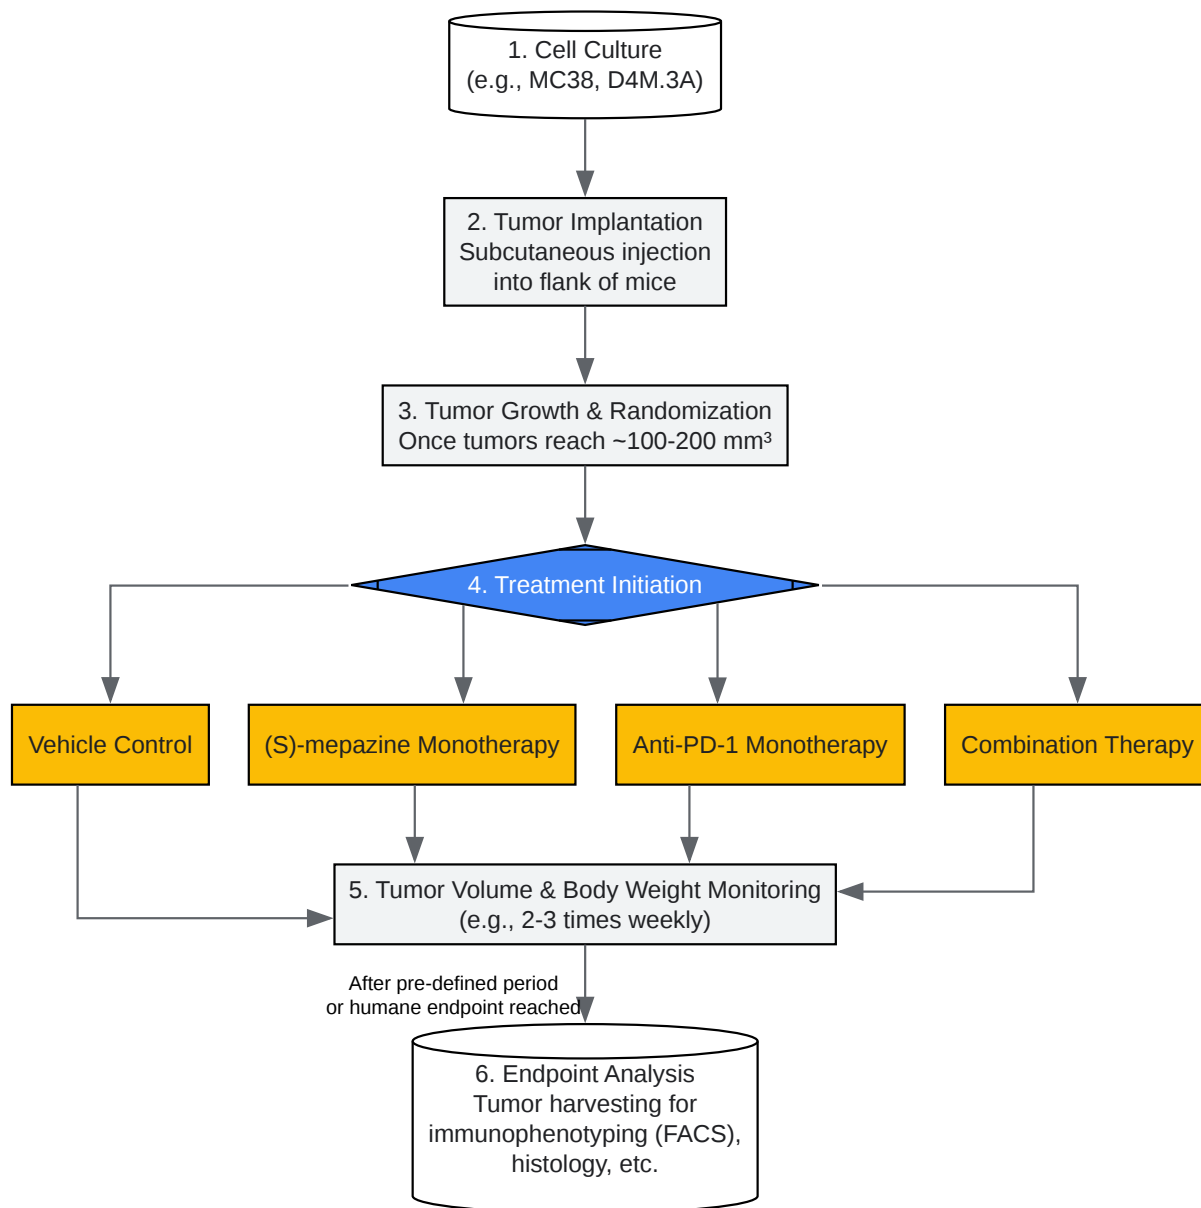 1. Cell Culture
(e.g., MC38, D4M.3A)
2. Tumor Implantation
Subcutaneous injection
into flank of mice
3. Tumor Growth & Randomization
Once tumors reach ~100-200 mm³
4. Treatment Initiation
Vehicle Control
(S)-mepazine Monotherapy
Anti-PD-1 Monotherapy
Combination Therapy
5. Tumor Volume & Body Weight Monitoring
(e.g., 2-3 times weekly)
After pre-defined period
or humane endpoint reached
6. Endpoint Analysis
Tumor harvesting for
immunophenotyping (FACS),
histology, etc.